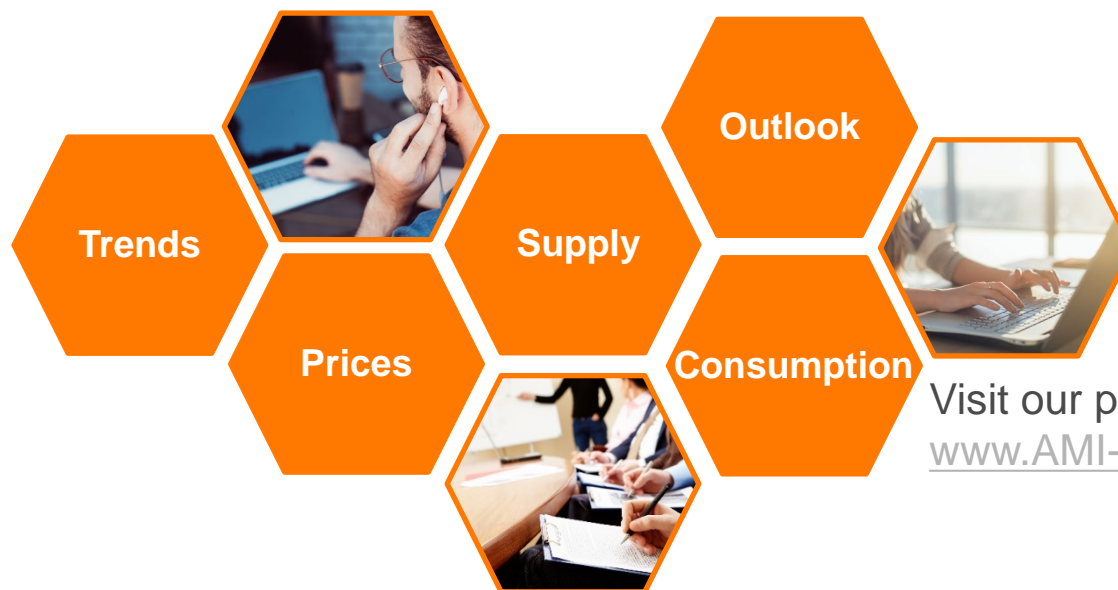 Outlook
Trends
Supply
Prices
Consumption
Visit our
www.AMI-